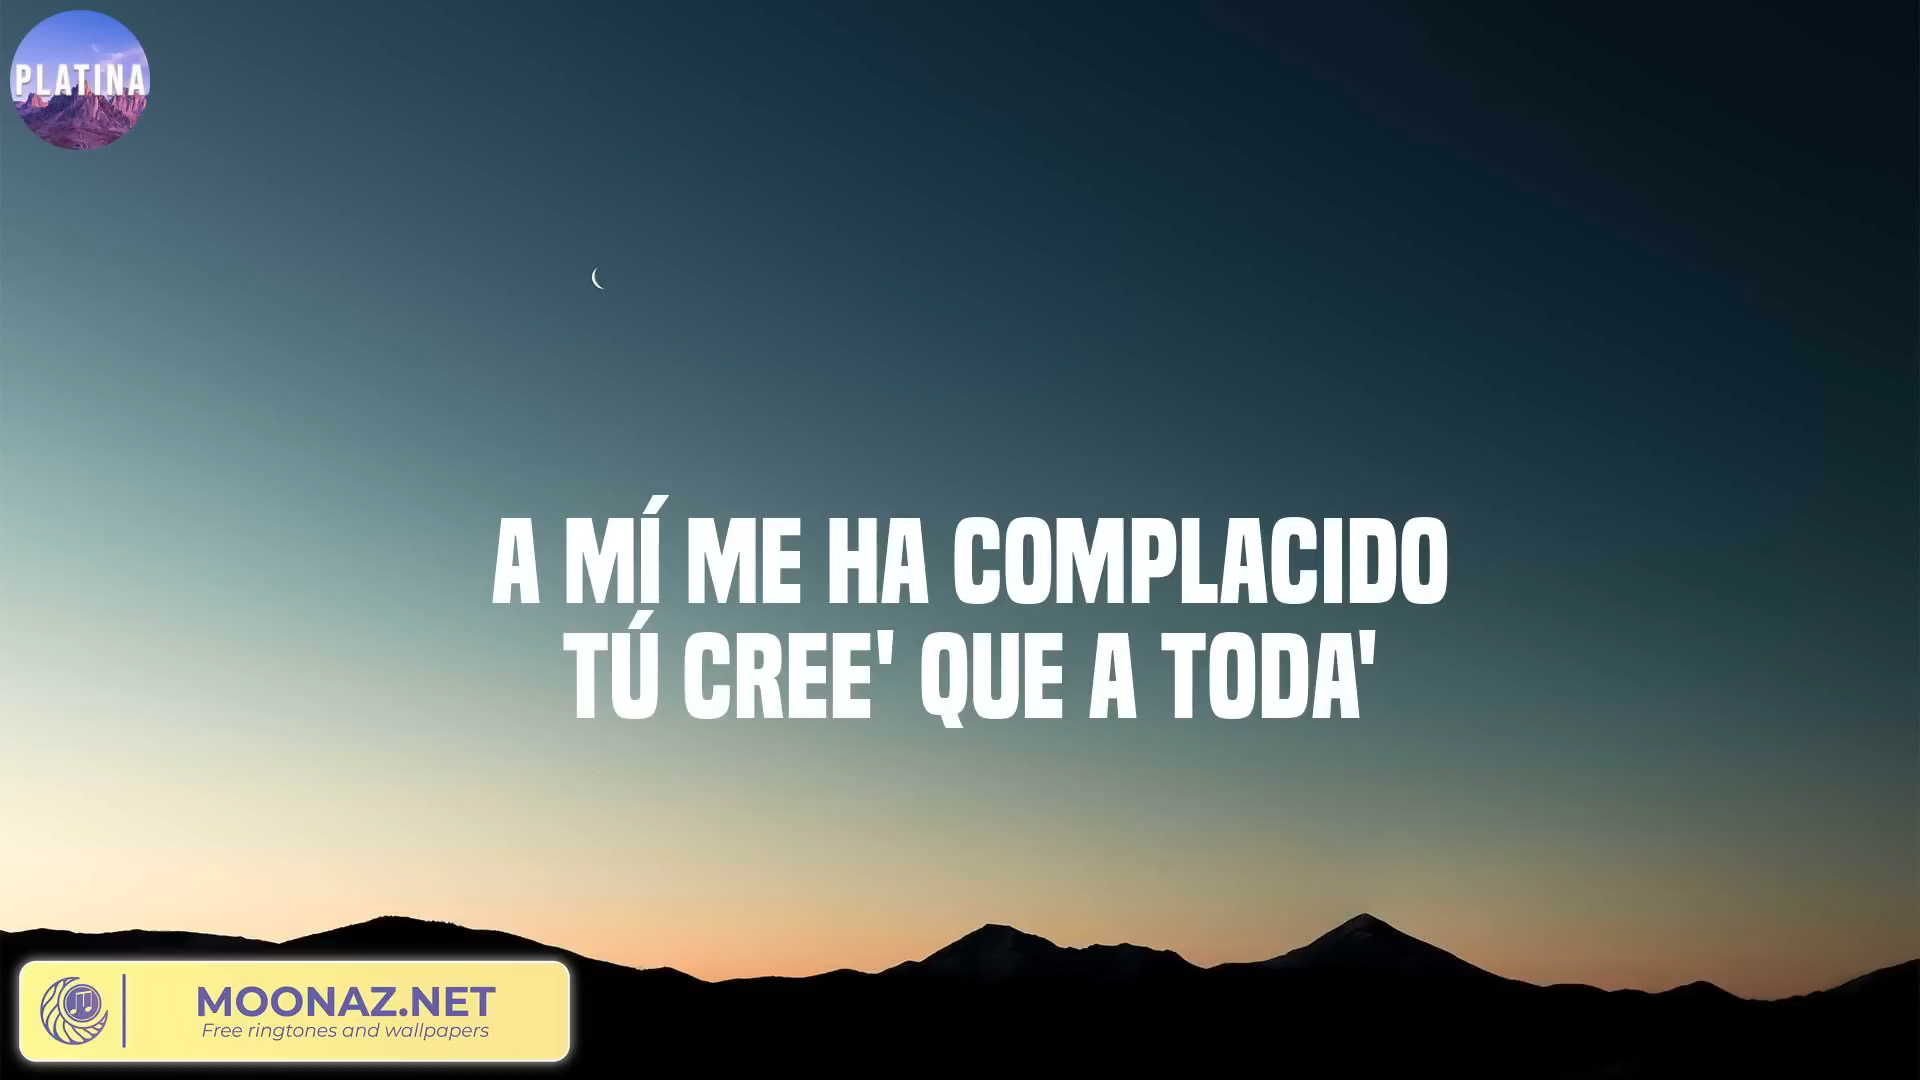 PLATINA
A MÍ ME HA COMPLACIDO
TÚ CREE' QUE A TODA'
MOONAZ.NET
Free ringtones and wallpapers